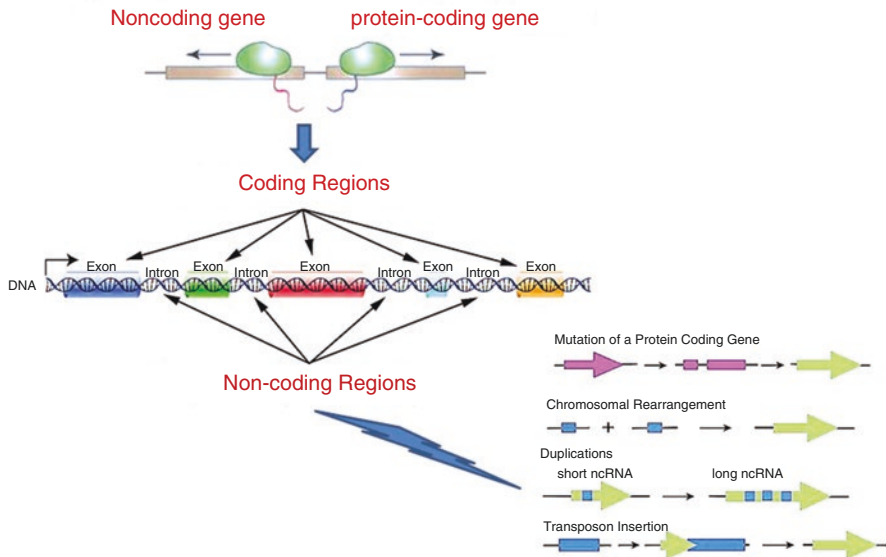 Noncoding gene protein-coding gene
Coding Regions
Exon Intron Exon Intron Exon Intron Exon Intron Exon
DNA
Non-coding Regions
Mutation of a Protein Coding Gene
Chromosomal Rearrangement
+
Duplications
short ncRNA long ncRNA
Transposon Insertion